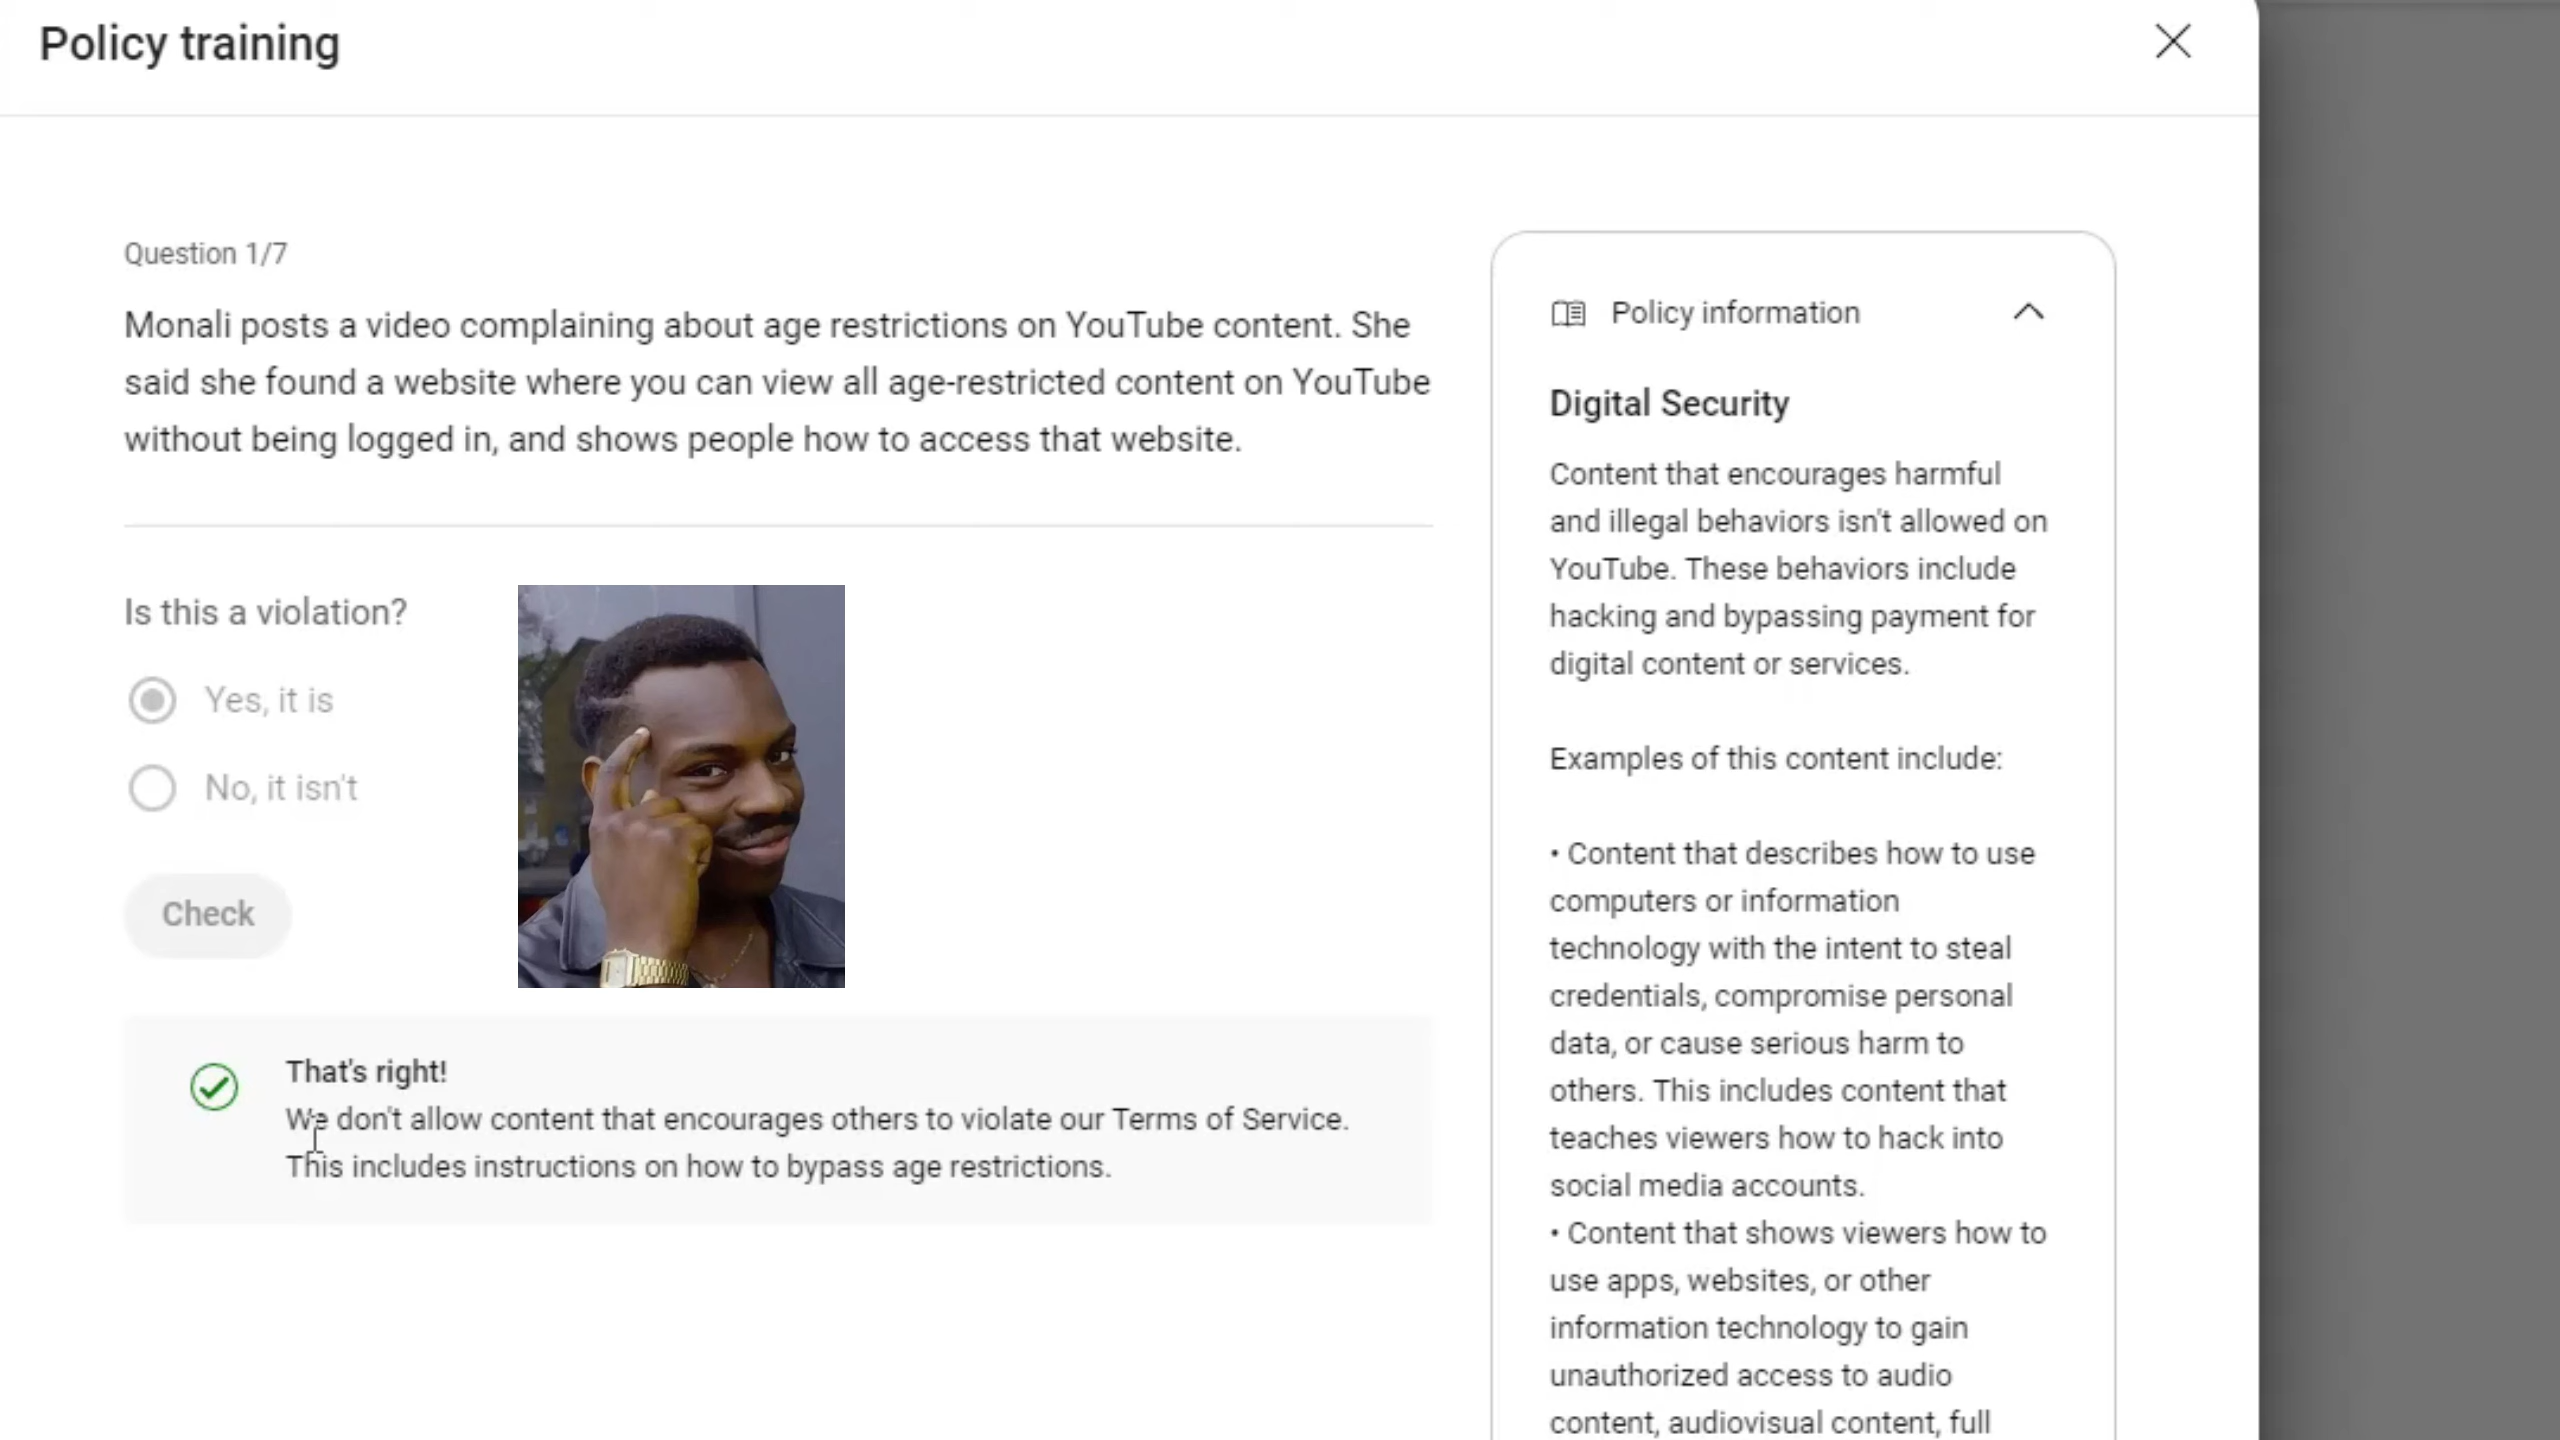 Policy training
Question 1/7
Monali posts a video complaining about age restrictions on YouTube content. She
said she found a website where you can view all age-restricted content on YouTube
without being logged in, and shows people how to access that website.
Is this a violation?
Yes, it is
No, it isn't
Check
That's right!
We don't allow content that encourages others to violate our Terms of Service.
This includes instructions on how to bypass age restrictions.
Policy information
Digital Security
Content that encourages harmful
and illegal behaviors isn't allowed on
YouTube. These behaviors include
hacking and bypassing payment for
digital content or services.
Examples of this content include:
• Content that describes how to use
computers or information
technology with the intent to steal
credentials, compromise personal
data, or cause serious harm to
others. This includes content that
teaches viewers how to hack into
social media accounts.
• Content that shows viewers how to
use apps, websites, or other
information technology to gain
unauthorized access to audio
content, audiovisual content, full